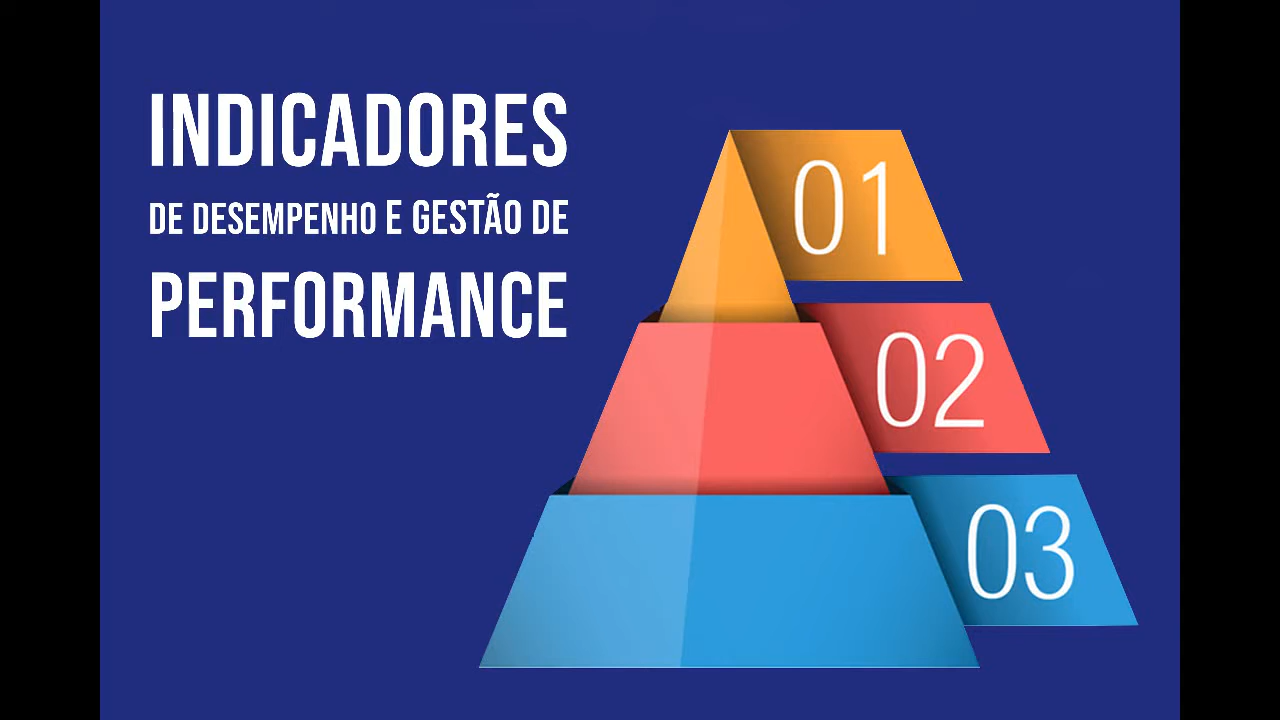 INDICADORES
DE DESEMPENHO E GESTÃO DE
PERFORMANCE
01
02
03